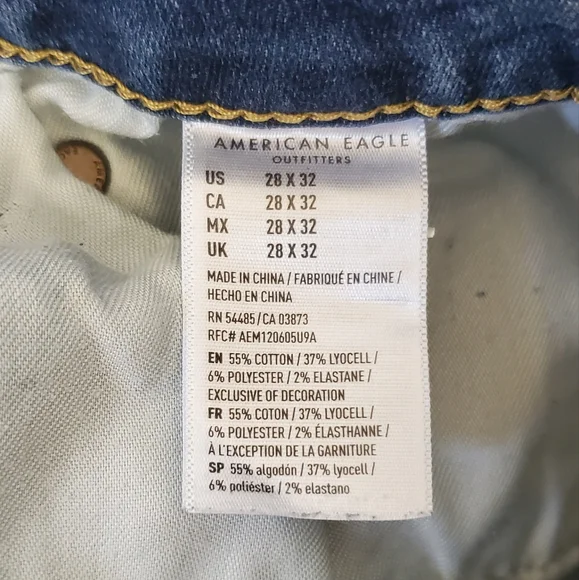 AMERICAN EAGLE
OUTFITTERS
US 28 X 32
CA 28 X 32
MX 28 X 32
UK 28 X 32
MADE IN CHINA / FABRIQUÉ EN CHINE /
HECHO EN CHINA
RN 54485 / CA 03873
RFC# AEM120605U9A
EN 55% COTTON / 37% LYOCELL /
6% POLYESTER / 2% ELASTANE /
EXCLUSIVE OF DECORATION
FR 55% COTON / 37% LYOCELL /
6% POLYESTER / 2% ÉLASTHANNE /
À L'EXCEPTION DE LA GARNITURE
SP 55% algodón / 37% lyocell /
6% poliéster / 2% elastano